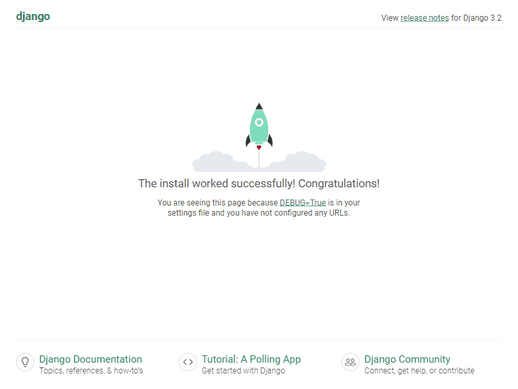 django
View release notes for Django 3.2
The install worked successfully! Congratulations!
You are seeing this page because DEBUG=True is in your
settings file and you have not configured any URLs.
Django Documentation
Topics, references, & how-to's
Tutorial: A Polling App
Get started with Django
Django Community
Connect, get help, or contribute